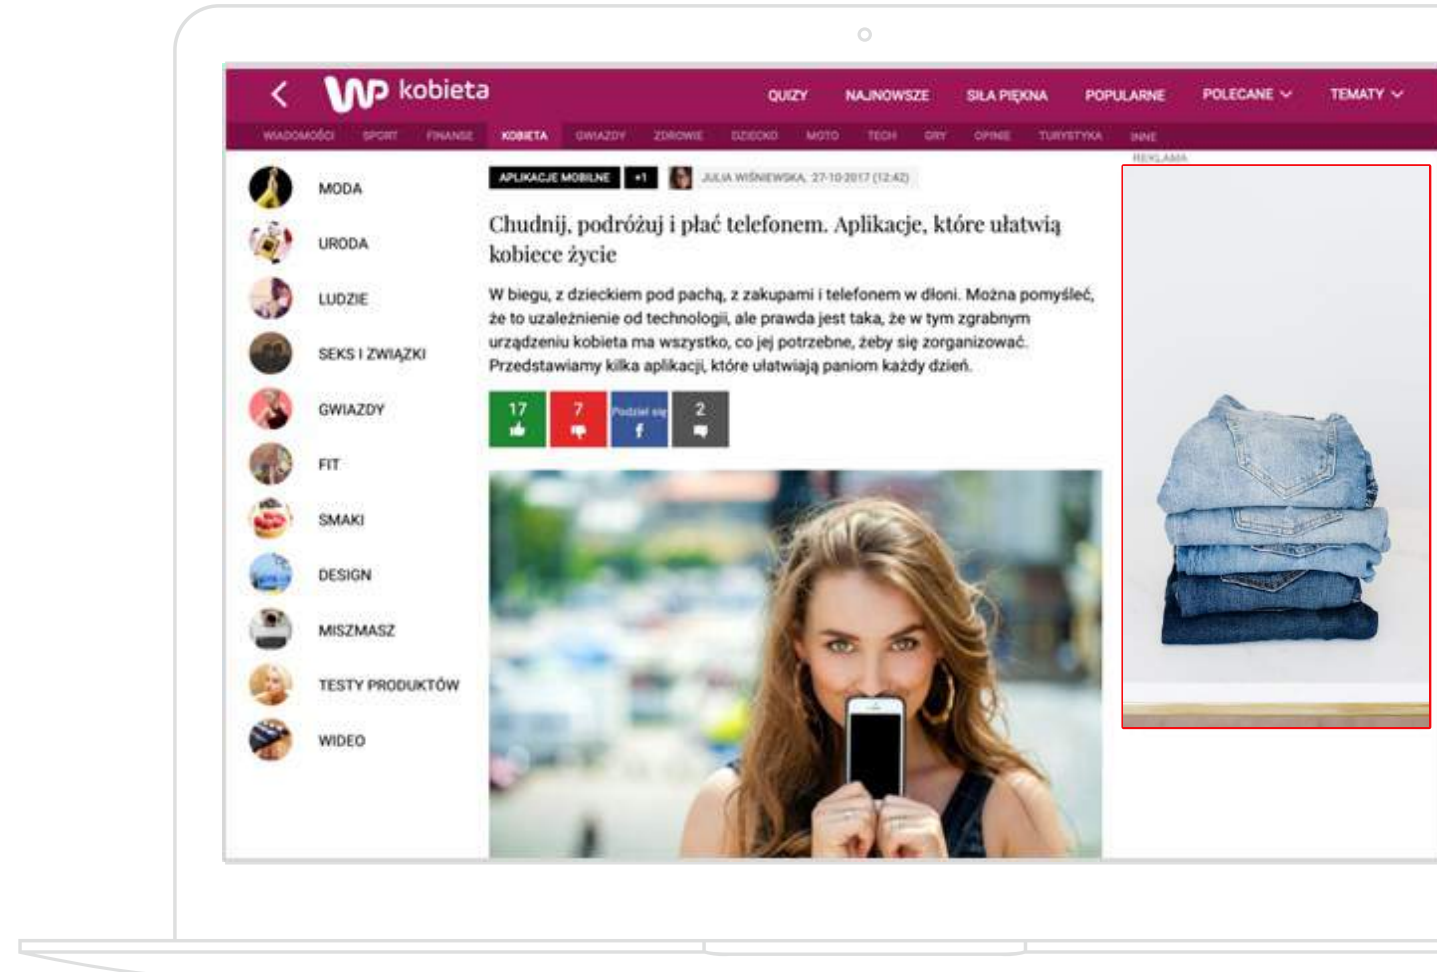 WP kobieta
QUIZY NAJNOWSZE SIŁA PIĘKNA POPULARNE POLECANE TEMATY
WIADOMOŚCI SPORT FINANSE KOBIETA GWIAZDY ZDROWIE DZIECKO MOTO TECH GRY OPINIE TURYSTYKA INNE
REKLAMA
MODA
URODA
LUDZIE
SEKS I ZWIĄZKI
GWIAZDY
FIT
SMAKI
DESIGN
MISZMASZ
TESTY PRODUKTÓW
WIDEO
APLIKACJE MOBILNE +1 JULIA WIŚNIEWSKA, 27-10-2017 (12:42)
Chudnij, podróżuj i płać telefonem. Aplikacje, które ułatwią
kobiece życie
W biegu, z dzieckiem pod pachą, z zakupami i telefonem w dłoni. Można pomyśleć,
że to uzależnienie od technologii, ale prawda jest taka, że w tym zgrabnym
urządzeniu kobieta ma wszystko, co jej potrzebne, żeby się zorganizować.
Przedstawiamy kilka aplikacji, które ułatwiają paniom każdy dzień.
17 7 Podziel się 2
f